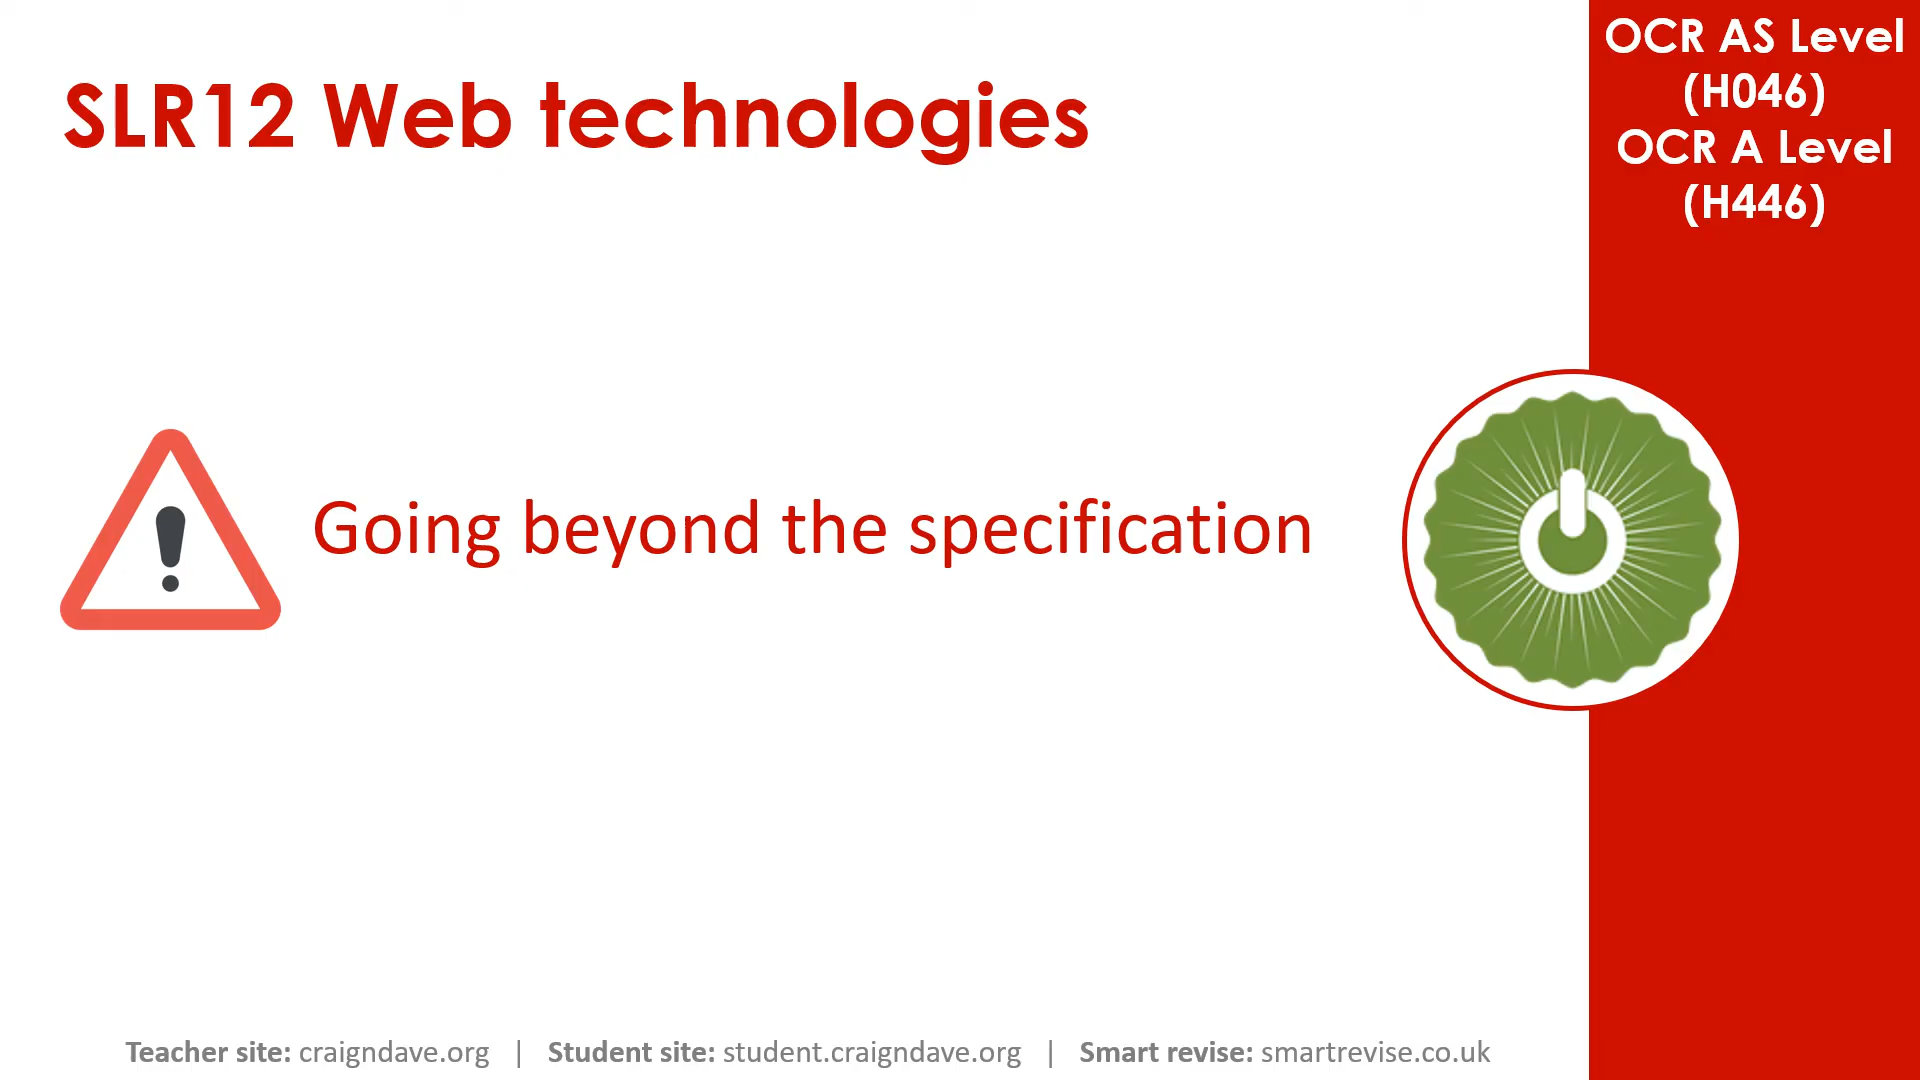 SLR12 Web technologies
OCR AS Level
(H046)
OCR A Level
(H446)
Going beyond the specification
Teacher site: craigndave.org | Student site: student.craigndave.org | Smart revise: smartrevise.co.uk